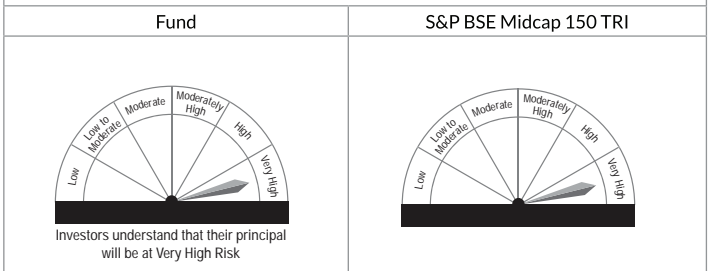 Fund
S&P BSE Midcap 150 TRI
Low
Low to
Moderate
Moderate
Moderately
High
High
Very High
Investors understand that their principal
will be at Very High Risk
Low
Low to
Moderate
Moderate
Moderately
High
High
Very High